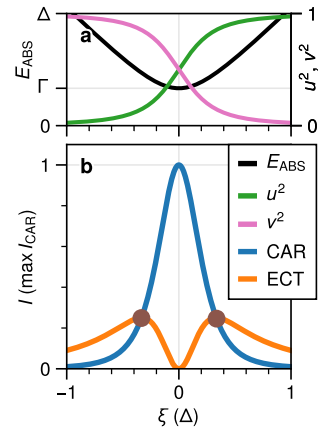 Δ
Γ
0
E_ABS
a
1
0
u², v²
b
1
0
I (max I_CAR)
E_ABS
u²
v²
CAR
ECT
−1 0 1
ξ (Δ)